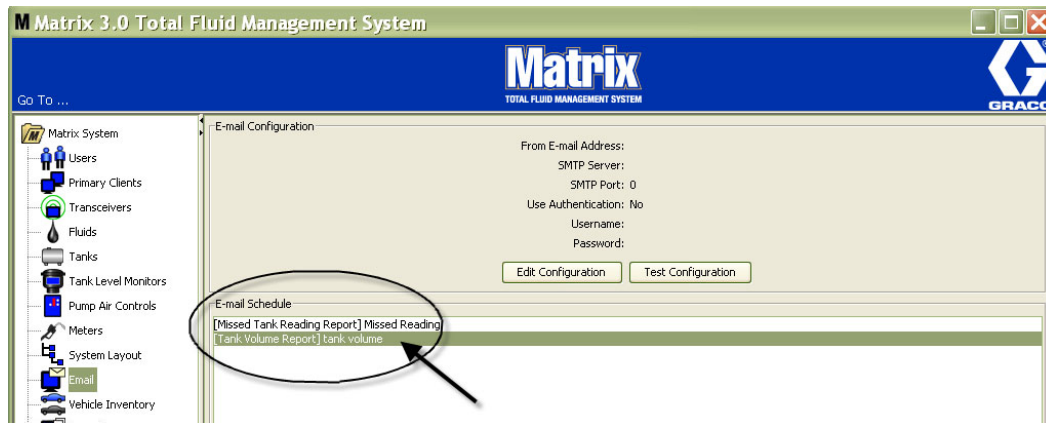 M Matrix 3.0 Total Fluid Management System
Matrix
TOTAL FLUID MANAGEMENT SYSTEM
GRACO
Go To ...
Matrix System
Users
Primary Clients
Transceivers
Fluids
Tanks
Tank Level Monitors
Pump Air Controls
Meters
System Layout
Email
Vehicle Inventory
E-mail Configuration
From E-mail Address:
SMTP Server:
SMTP Port: 0
Use Authentication: No
Username:
Password:
Edit Configuration Test Configuration
E-mail Schedule
[Missed Tank Reading Report] Missed Reading
[Tank Volume Report] tank volume